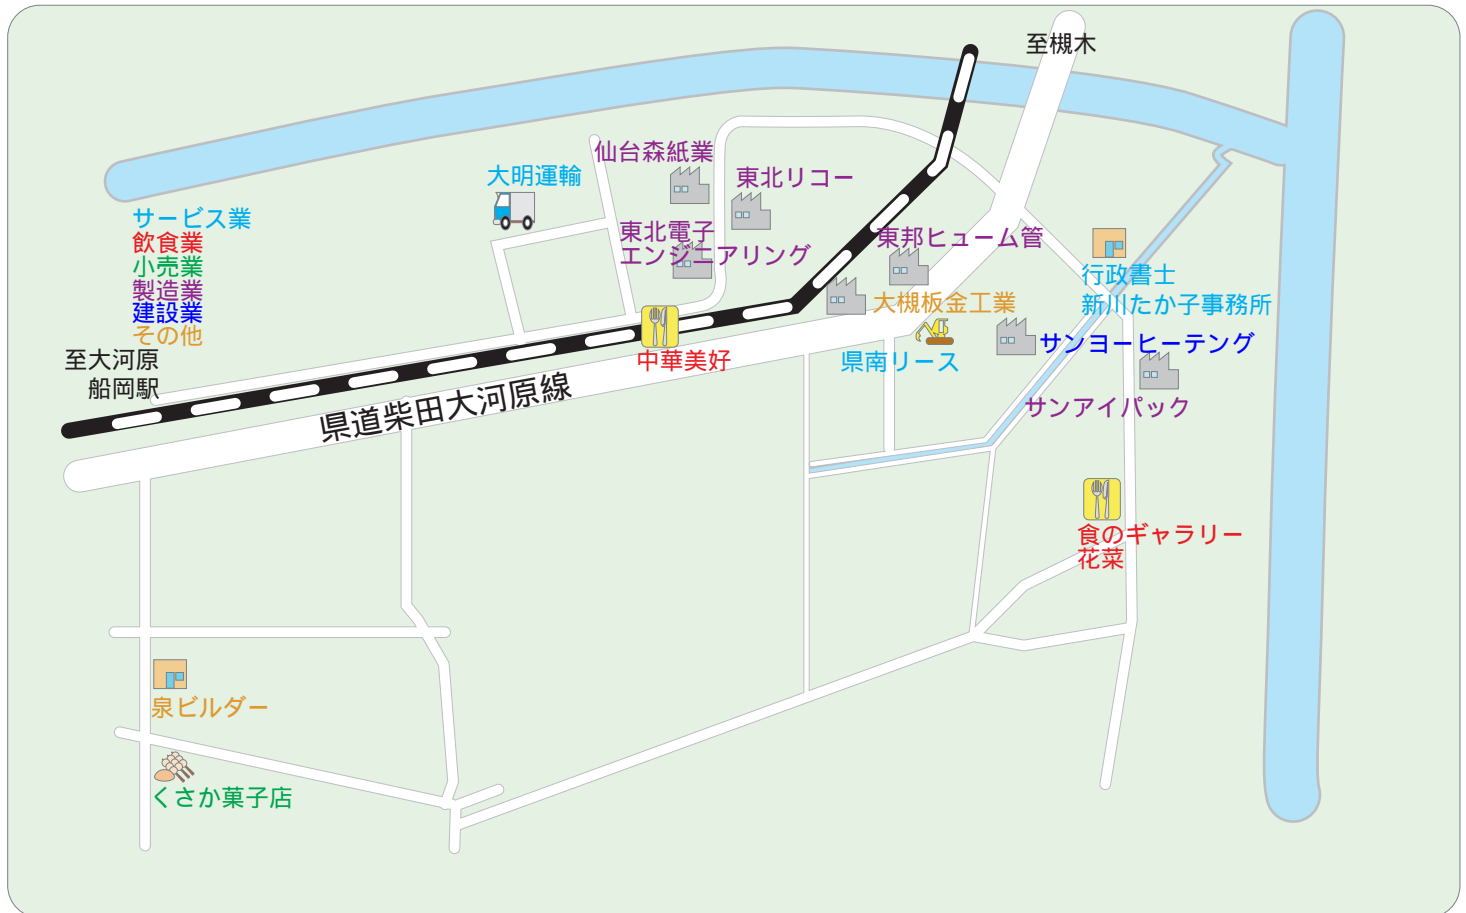 至槻木
仙台森紙業
大明運輸
東北リコー
サービス業
飲食業
小売業
製造業
建設業
その他
東北電子
エンジニアリング
東邦ヒューム管
行政書士
新川たか子事務所
大槻板金工業
サンヨーヒーテング
至大河原
船岡駅
中華美好
県南リース
県道柴田大河原線
サンアイパック
食のギャラリー
花菜
泉ビルダー
くさか菓子店